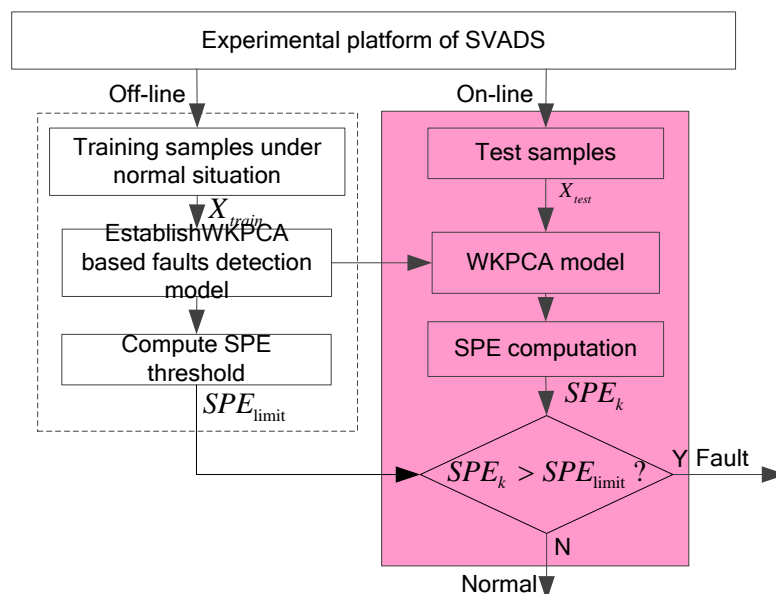 Experimental platform of SVADS
Off-line
On-line
Training samples under
normal situation
X_train
EstablishWKPCA
based faults detection
model
Compute SPE
threshold
SPE_limit
Test samples
X_test
WKPCA model
SPE computation
SPE_k
SPE_k > SPE_limit ?
Y Fault
N
Normal